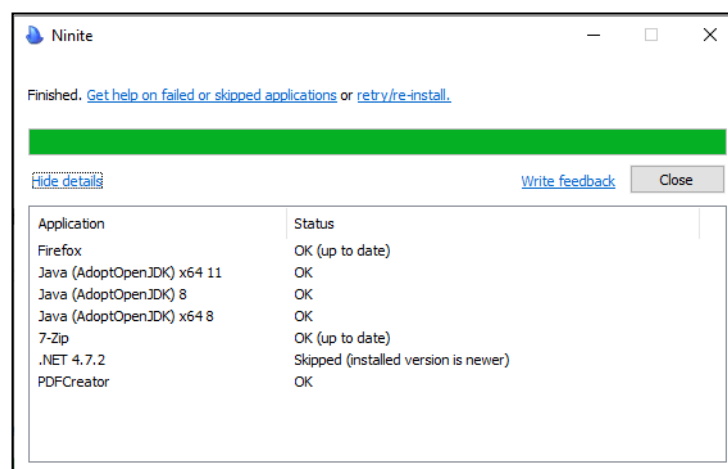 Ninite
Finished. Get help on failed or skipped applications or retry/re-install.
Hide details
Write feedback
Close
Application Status
Firefox OK (up to date)
Java (AdoptOpenJDK) x64 11 OK
Java (AdoptOpenJDK) 8 OK
Java (AdoptOpenJDK) x64 8 OK
7-Zip OK (up to date)
.NET 4.7.2 Skipped (installed version is newer)
PDFCreator OK